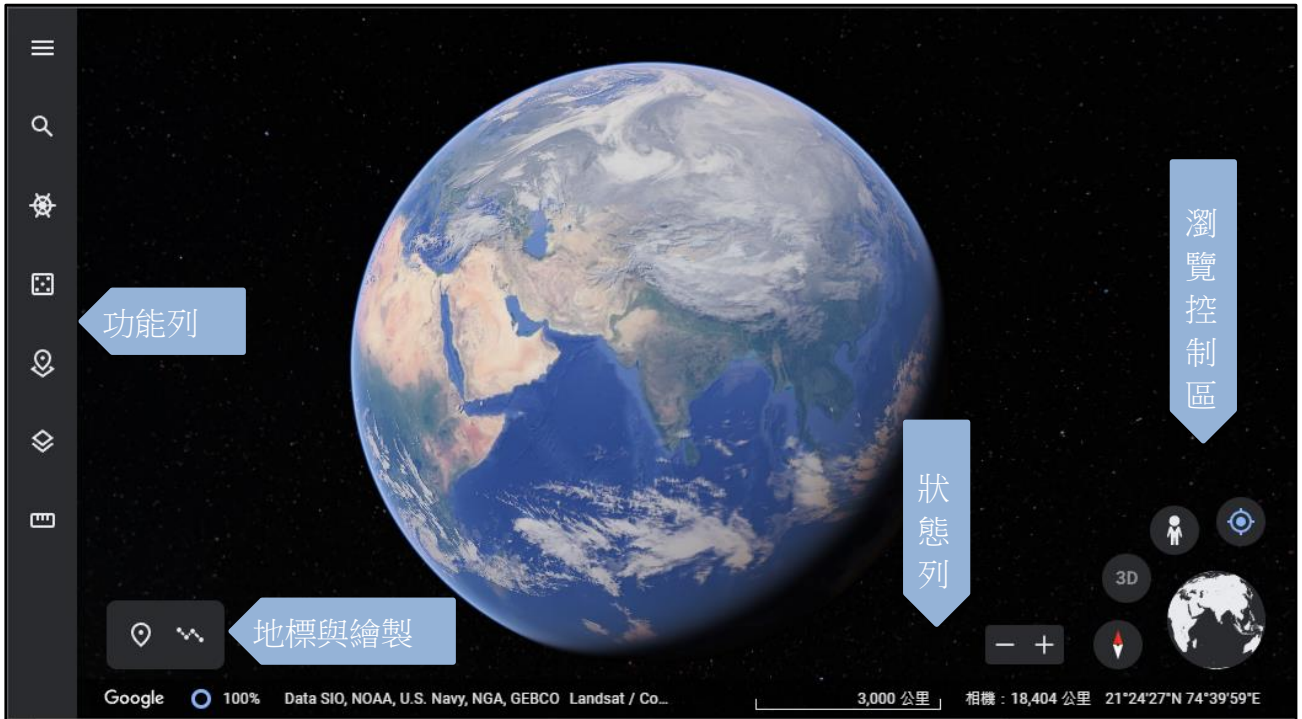 功能列
瀏覽控制區
狀態列
3D
地標與繪製
Google 100% Data SIO, NOAA, U.S. Navy, NGA, GEBCO Landsat / Co... 3,000 公里 相機：18,404 公里 21°24'27"N 74°39'59"E